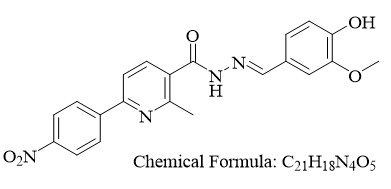 O
OH
N
N
H
O
N
O₂N
Chemical Formula: C₂₁H₁₈N₄O₅